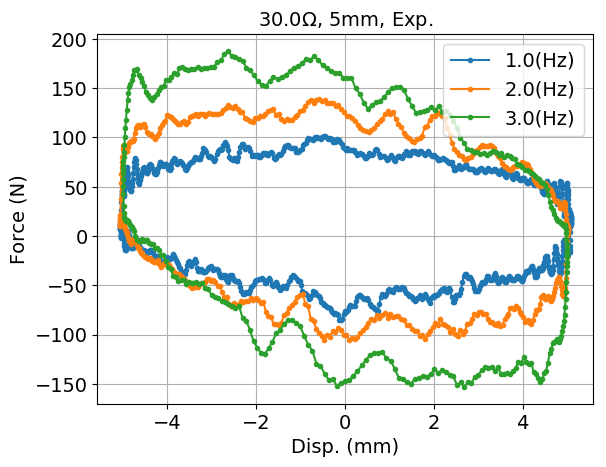 30.0Ω, 5mm, Exp.
200
150
100
50
0
−50
−100
−150
Force (N)
1.0(Hz)
2.0(Hz)
3.0(Hz)
−4 −2 0 2 4
Disp. (mm)